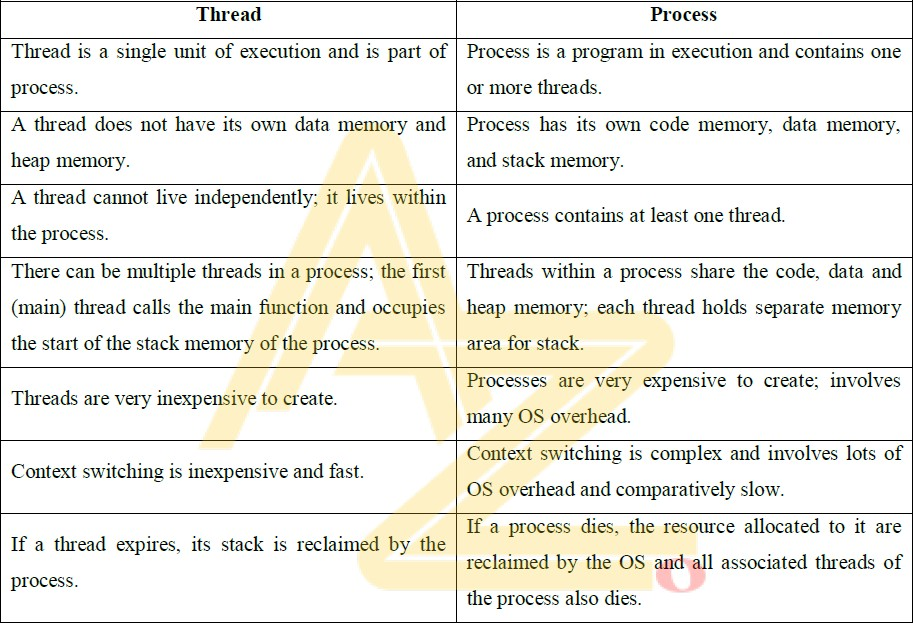 Thread
Process
Thread is a single unit of execution and is part of
process.
Process is a program in execution and contains one
or more threads.
A thread does not have its own data memory and
heap memory.
Process has its own code memory, data memory,
and stack memory.
A thread cannot live independently; it lives within
the process.
A process contains at least one thread.
There can be multiple threads in a process; the first
(main) thread calls the main function and occupies
the start of the stack memory of the process.
Threads within a process share the code, data and
heap memory; each thread holds separate memory
area for stack.
Threads are very inexpensive to create.
Processes are very expensive to create; involves
many OS overhead.
Context switching is inexpensive and fast.
Context switching is complex and involves lots of
OS overhead and comparatively slow.
If a thread expires, its stack is reclaimed by the
process.
If a process dies, the resource allocated to it are
reclaimed by the OS and all associated threads of
the process also dies.
AZo